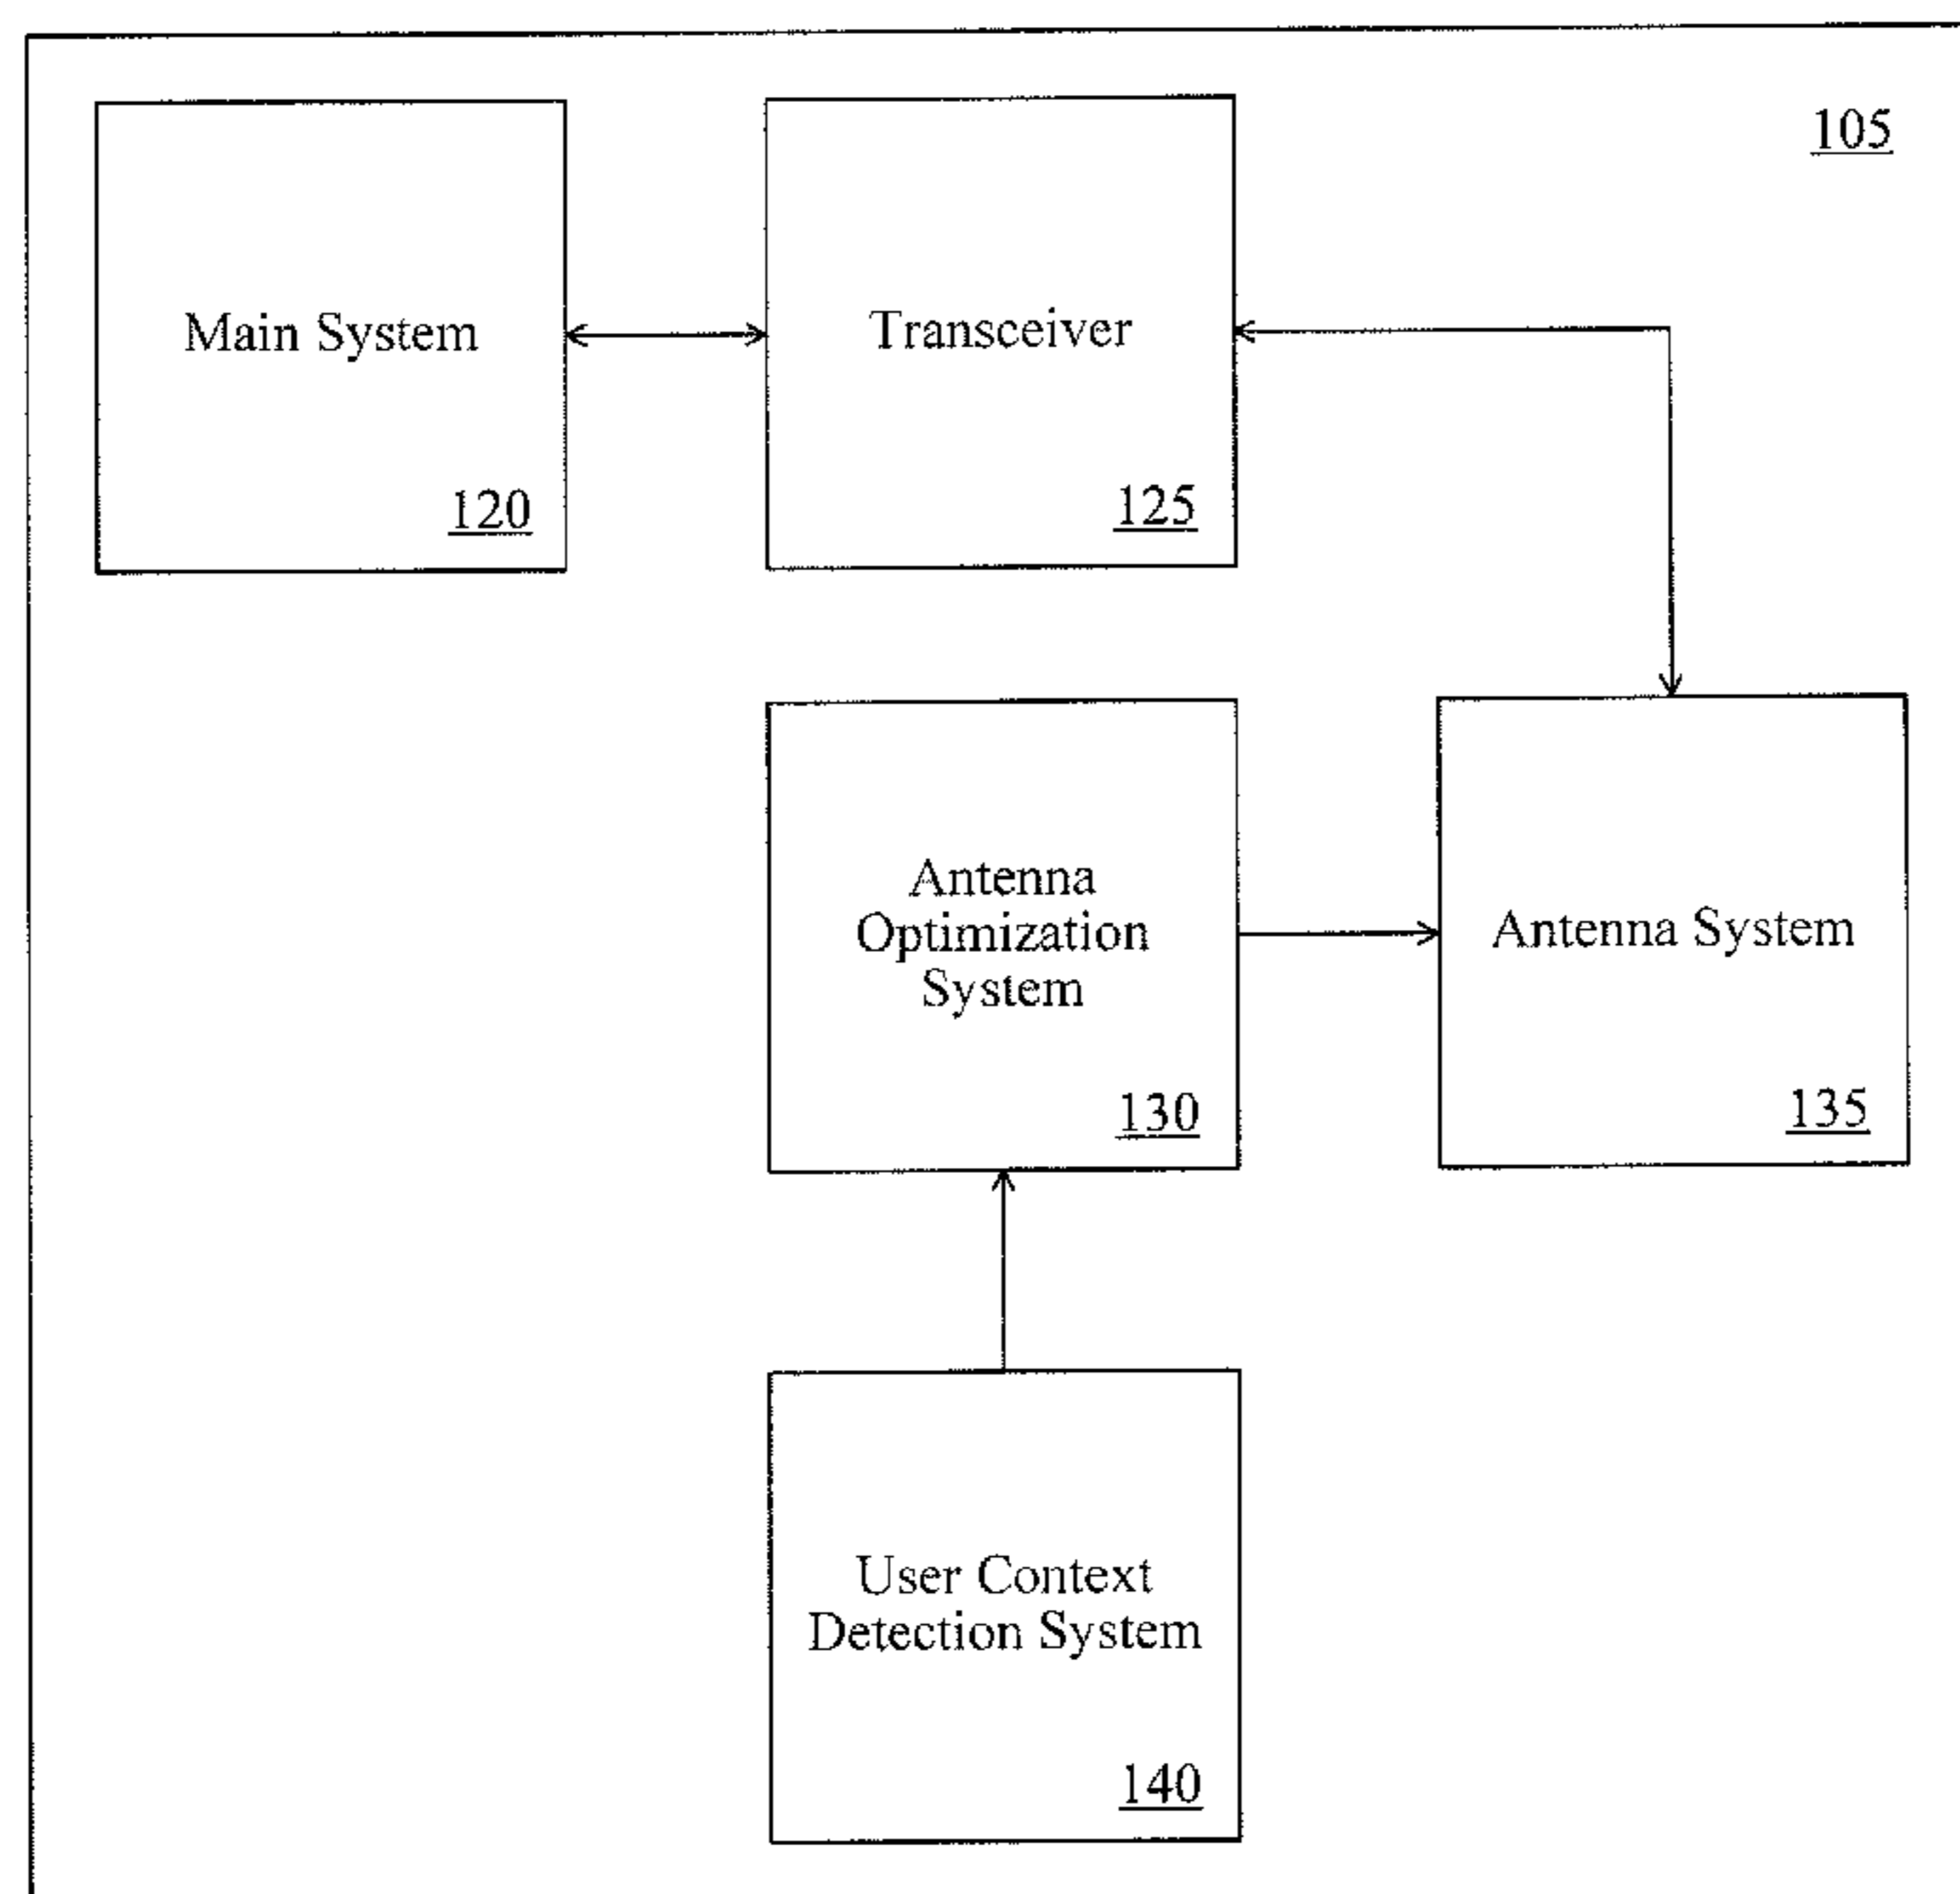 105
Main System
120
Transceiver
125
Antenna
Optimization
System
130
Antenna System
135
User Context
Detection System
140